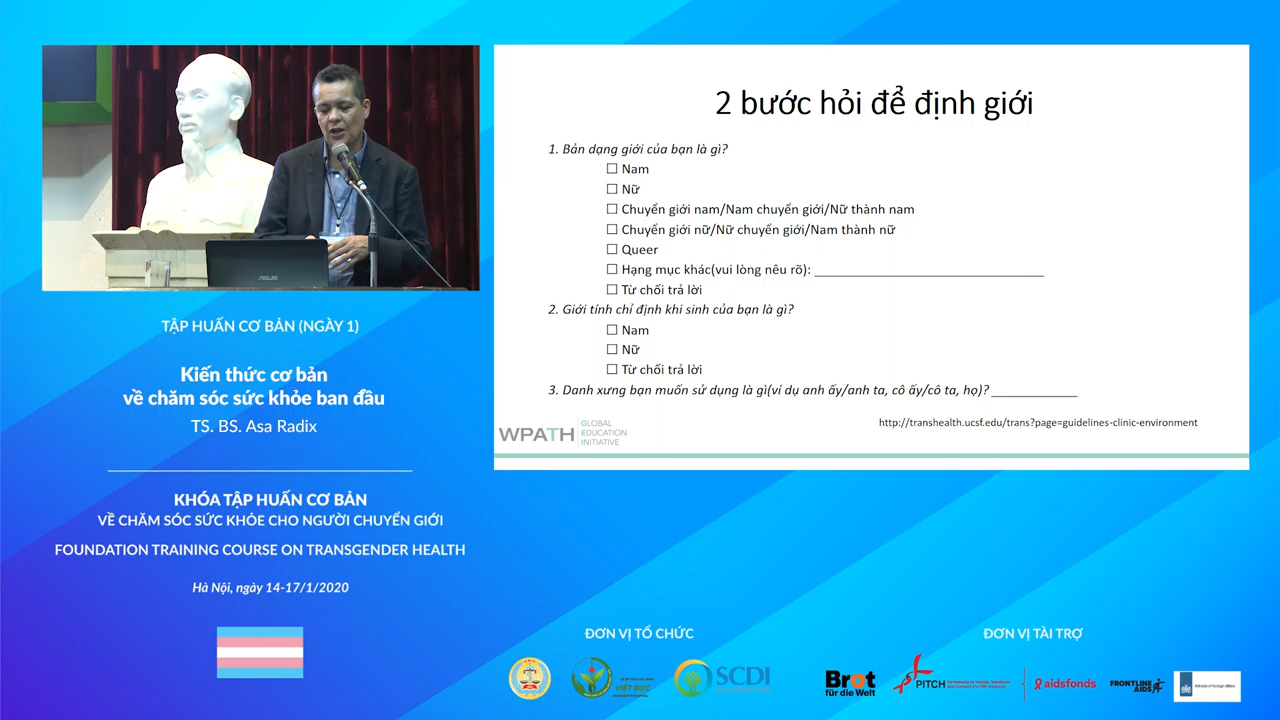 ASUS
TẬP HUẤN CƠ BẢN (NGÀY 1)
Kiến thức cơ bản
về chăm sóc sức khỏe ban đầu
TS. BS. Asa Radix
KHÓA TẬP HUẤN CƠ BẢN
VỀ CHĂM SÓC SỨC KHỎE CHO NGƯỜI CHUYỂN GIỚI
FOUNDATION TRAINING COURSE ON TRANSGENDER HEALTH
Hà Nội, ngày 14-17/1/2020
2 bước hỏi để định giới
1. Bản dạng giới của bạn là gì?
☐ Nam
☐ Nữ
☐ Chuyển giới nam/Nam chuyển giới/Nữ thành nam
☐ Chuyển giới nữ/Nữ chuyển giới/Nam thành nữ
☐ Queer
☐ Hạng mục khác(vui lòng nêu rõ): ______________________________
☐ Từ chối trả lời
2. Giới tính chỉ định khi sinh của bạn là gì?
☐ Nam
☐ Nữ
☐ Từ chối trả lời
3. Danh xưng bạn muốn sử dụng là gì(ví dụ anh ấy/anh ta, cô ấy/cô ta, họ)? ____________
http://transhealth.ucsf.edu/trans?page=guidelines-clinic-environment
WPATH
GLOBAL
EDUCATION
INITIATIVE
ĐƠN VỊ TỔ CHỨC
VIỆT ĐỨC
SCDI
ĐƠN VỊ TÀI TRỢ
Brot
für die Welt
PITCH
aidsfonds
FRONTLINE
AIDS
Ministry of Foreign Affairs